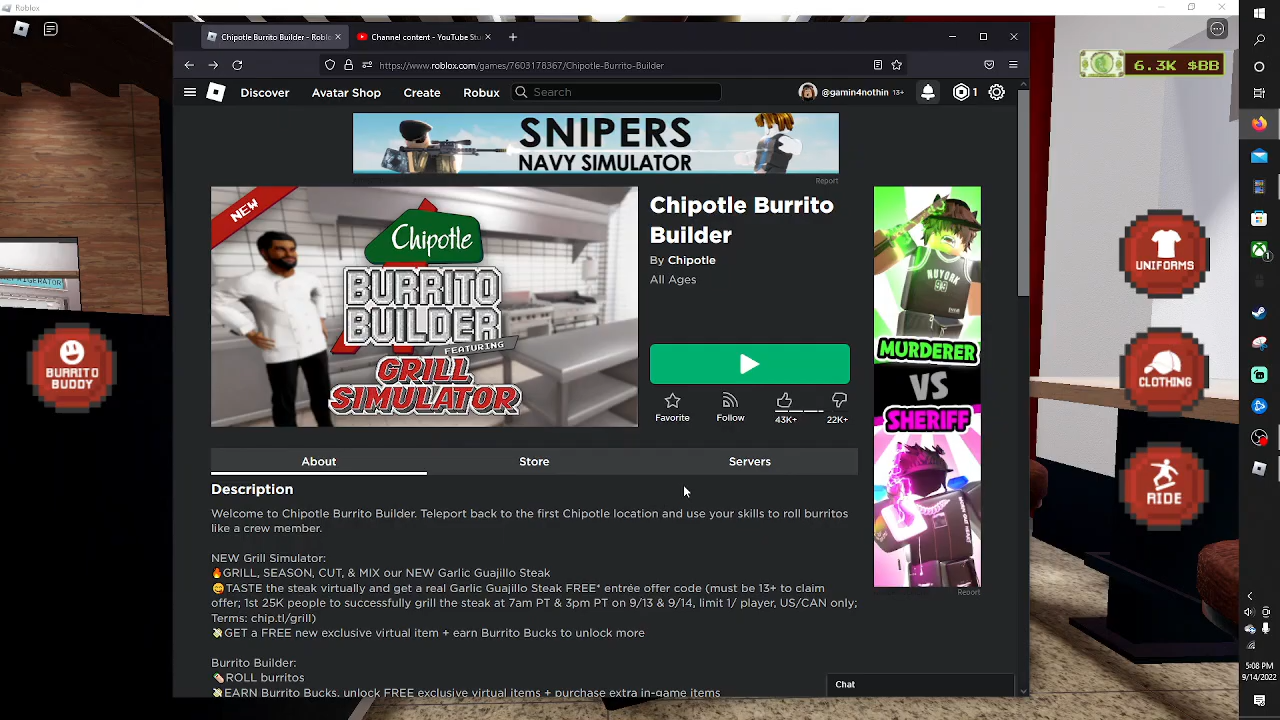 Roblox
Chipotle Burrito Builder - Roblo
Channel content - YouTube Stu
https://www.roblox.com/games/7603178367/Chipotle-Burrito-Builder
6.3K $BB
Discover
Avatar Shop
Create
Robux
Search
@gamin4nothin 13+
1
SNIPERS
NAVY SIMULATOR
Report
NEW
Chipotle
BURRITO
BUILDER
FEATURING
GRILL
SIMULATOR
Chipotle Burrito
Builder
By Chipotle
All Ages
Favorite
Follow
43K+
22K+
NUYORK
93
MURDERER
VS
SHERIFF
Report
About
Store
Servers
Description
Welcome to Chipotle Burrito Builder. Teleport back to the first Chipotle location and use your skills to roll burritos
like a crew member.
NEW Grill Simulator:
🔥GRILL, SEASON, CUT, & MIX our NEW Garlic Guajillo Steak
😋TASTE the steak virtually and get a real Garlic Guajillo Steak FREE* entrée offer code (must be 13+ to claim
offer; 1st 25K people to successfully grill the steak at 7am PT & 3pm PT on 9/13 & 9/14, limit 1/ player, US/CAN only;
Terms: chip.tl/grill)
💸GET a FREE new exclusive virtual item + earn Burrito Bucks to unlock more
Burrito Builder:
🌯ROLL burritos
💸EARN Burrito Bucks, unlock FREE exclusive virtual items + purchase extra in-game items
Chat
BURRITO
BUDDY
UNIFORMS
CLOTHING
RIDE
5:08 PM
9/14/2022